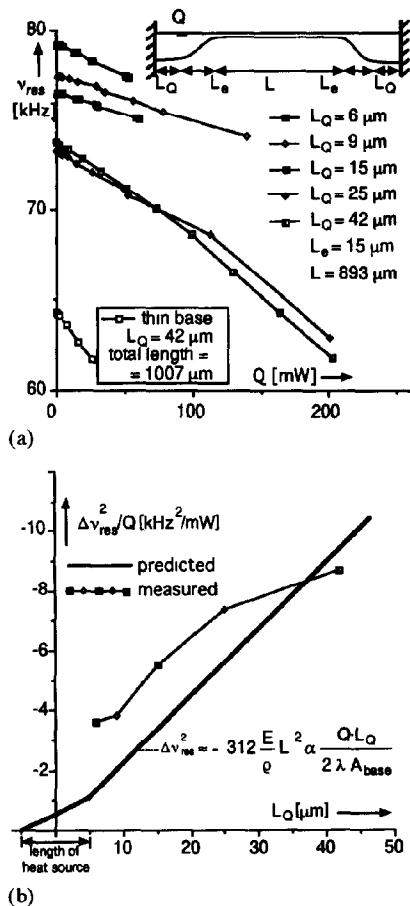 80
ν_res
[kHz]
70
60
Q
L_Q L_e L L_e L_Q
L_Q = 6 μm
L_Q = 9 μm
L_Q = 15 μm
L_Q = 25 μm
L_Q = 42 μm
L_e = 15 μm
L = 893 μm
thin base
L_Q = 42 μm
total length =
= 1007 μm
Q [mW]
0 100 200
(a)
Δν²_res/Q [kHz²/mW]
predicted
measured
-10
-8
-6
-4
-2
Δν²_res ≈ - 312 E/ϱ L² α Q·L_Q / 2 λ A_base
L_Q [μm]
0 10 20 30 40 50
length of
heat source
(b)